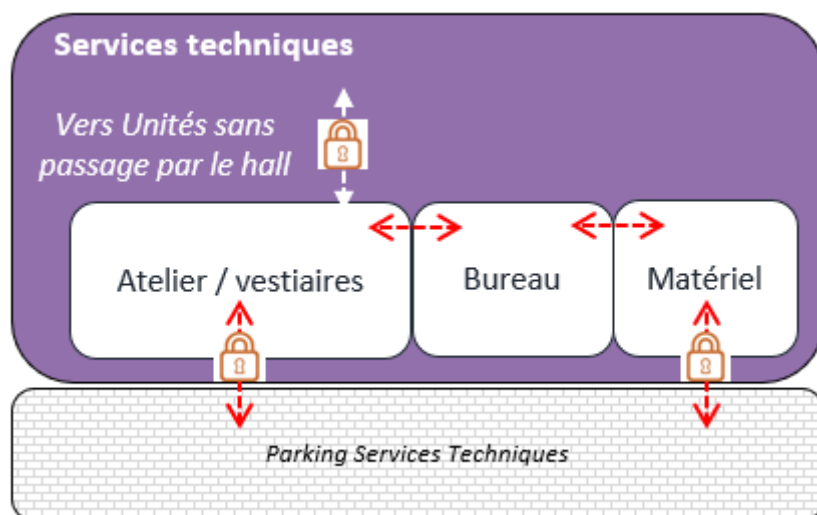 Services techniques
Vers Unités sans
passage par le hall
Atelier / vestiaires
Bureau
Matériel
Parking Services Techniques